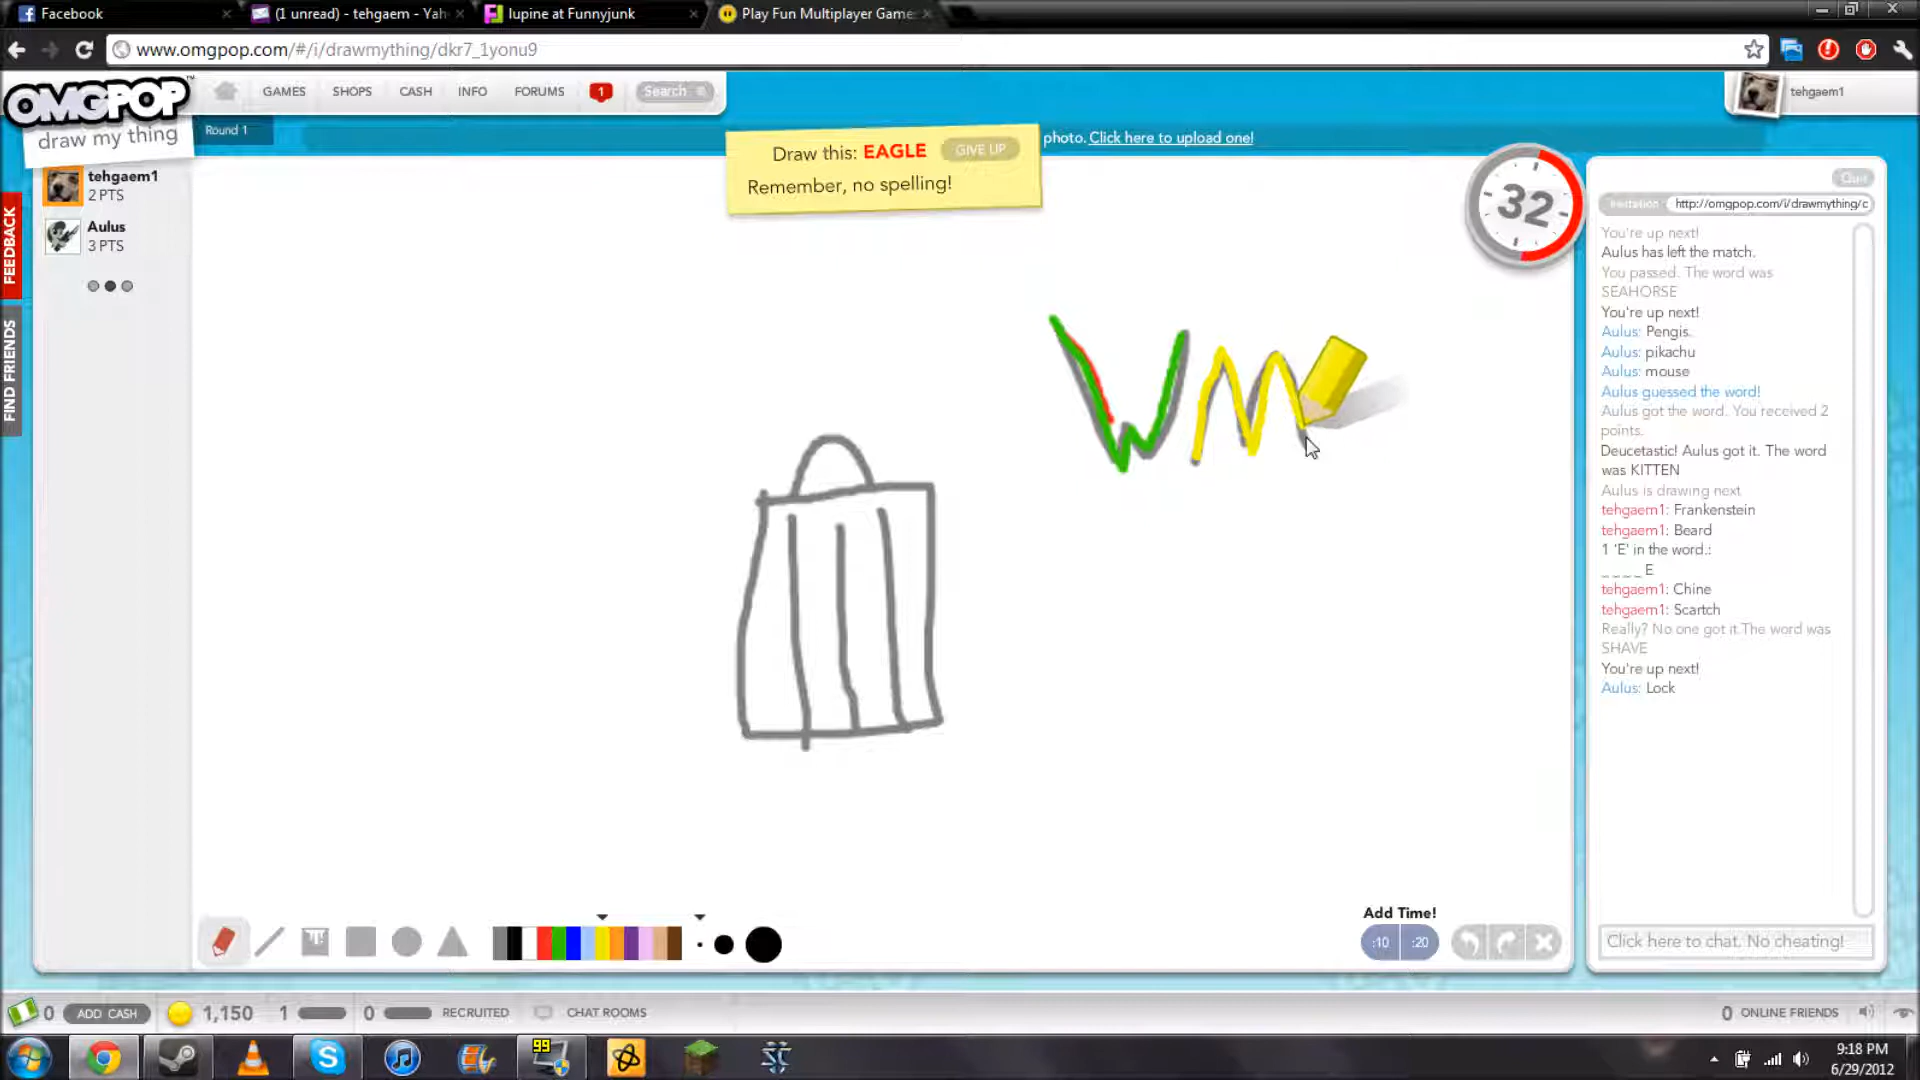 Facebook
(1 unread) - tehgaem - Yah
lupine at Funnyjunk
Play Fun Multiplayer Game
www.omgpop.com/#/i/drawmything/dkr7_1yonu9
OMGPOP
draw my thing
GAMES SHOPS CASH INFO FORUMS 1 Search
tehgaem1
Round 1
photo. Click here to upload one!
Draw this: EAGLE GIVE UP
Remember, no spelling!
tehgaem1
2 PTS
Aulus
3 PTS
FEEDBACK
FIND FRIENDS
32
Wm
Quit
Invitation http://omgpop.com/i/drawmything/c
You're up next!
Aulus has left the match.
You passed. The word was
SEAHORSE
You're up next!
Aulus: Pengis.
Aulus: pikachu
Aulus: mouse
Aulus guessed the word!
Aulus got the word. You received 2
points.
Deucetastic! Aulus got it. The word
was KITTEN
Aulus is drawing next
tehgaem1: Frankenstein
tehgaem1: Beard
1 'E' in the word.:
_ _ _ _ E
tehgaem1: Chine
tehgaem1: Scartch
Really? No one got it.The word was
SHAVE
You're up next!
Aulus: Lock
Add Time!
:10 :20
Click here to chat. No cheating!
0 ADD CASH 1,150 1 0 RECRUITED CHAT ROOMS
0 ONLINE FRIENDS
99
9:18 PM
6/29/2012